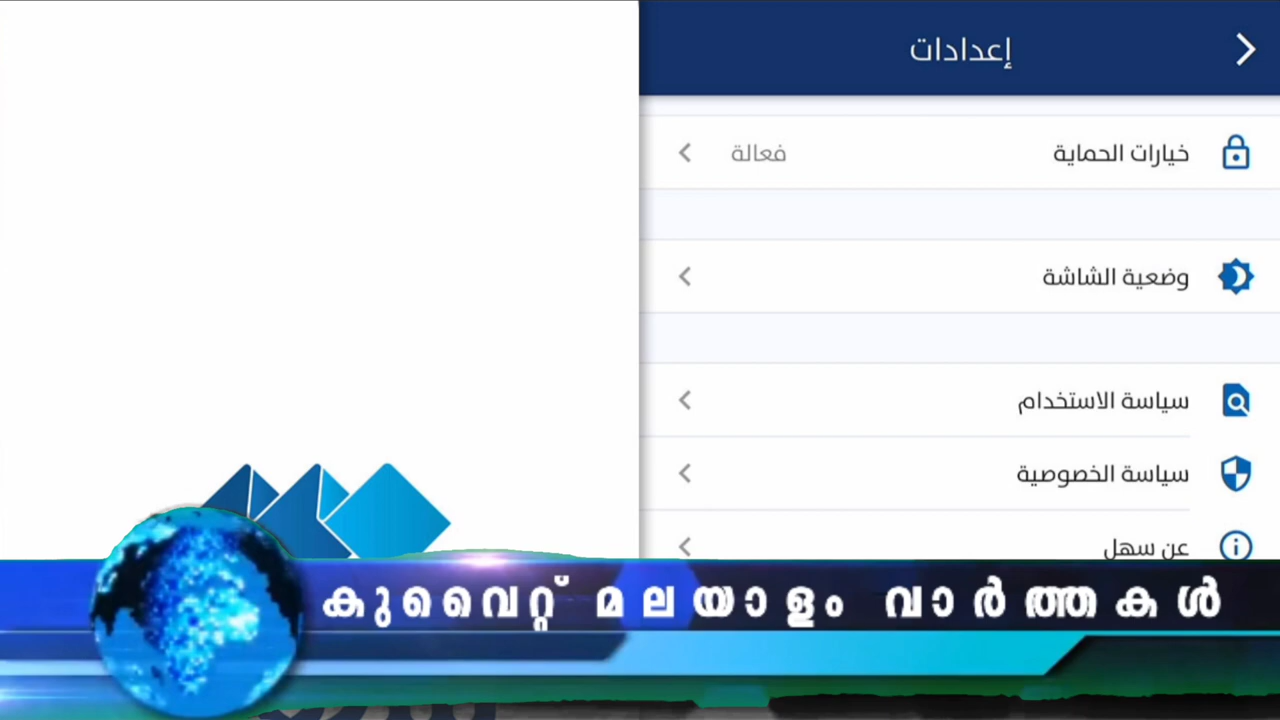 إعدادات
خيارات الحماية فعالة
وضعية الشاشة
سياسة الاستخدام
سياسة الخصوصية
عن سهل
കുവൈറ്റ് മലയാളം വാർത്തകൾ